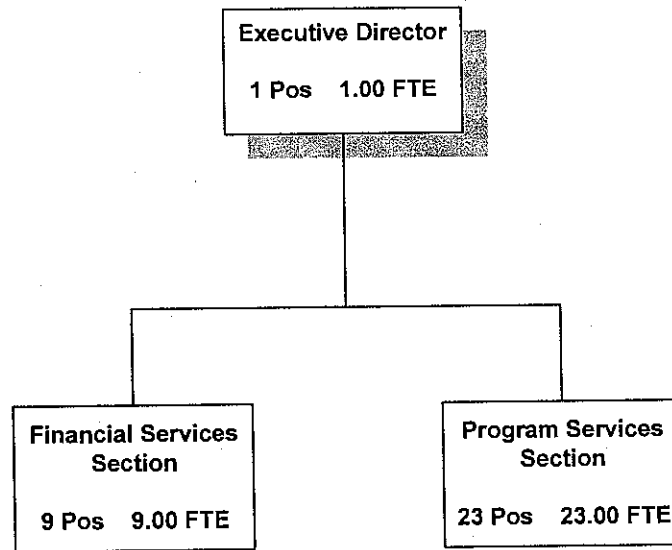 Executive Director
1 Pos 1.00 FTE
Financial Services
Section
9 Pos 9.00 FTE
Program Services
Section
23 Pos 23.00 FTE